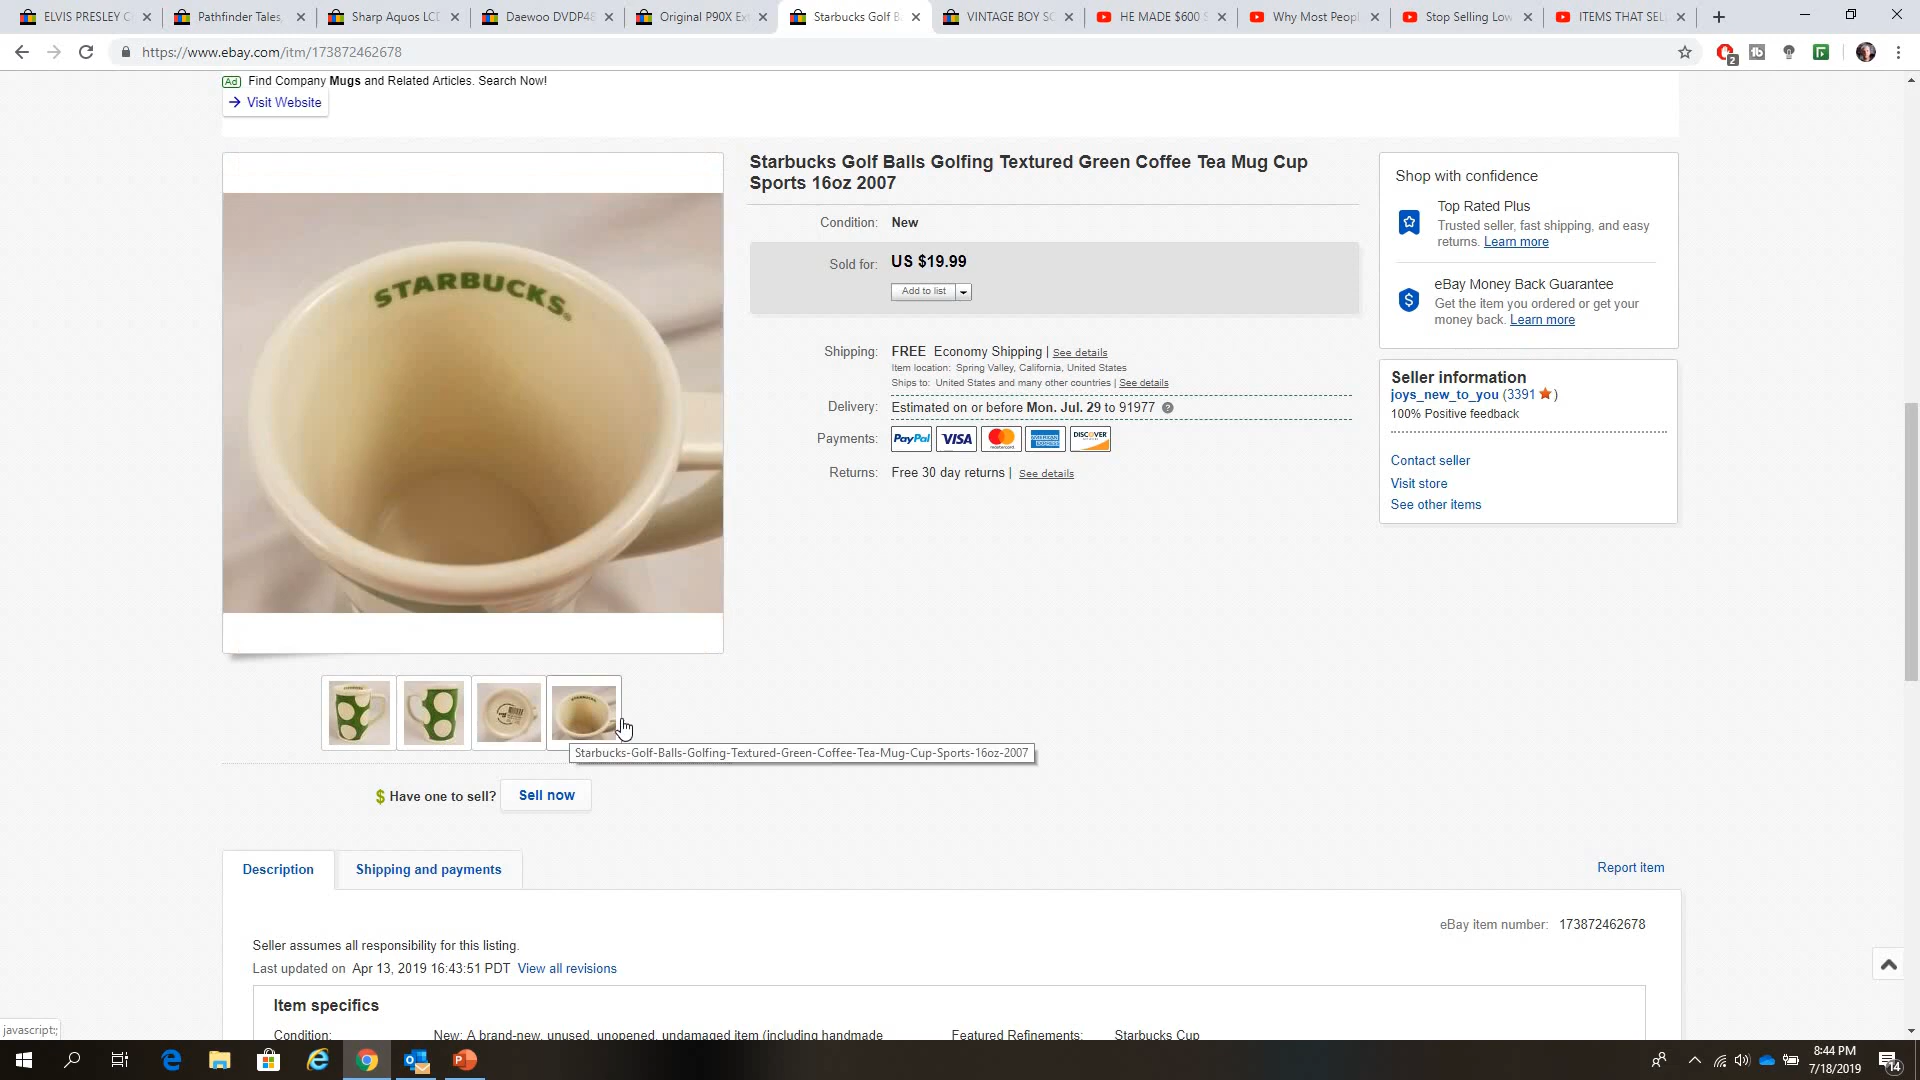 ELVIS PRESLEY C
Pathfinder Tales,
Sharp Aquos LCD
Daewoo DVDP48
Original P90X Ext
Starbucks Golf B
VINTAGE BOY SC
HE MADE $600 S
Why Most Peopl
Stop Selling Low
ITEMS THAT SEL
https://www.ebay.com/itm/173872462678
2
Ad Find Company Mugs and Related Articles. Search Now!
Visit Website
STARBUCKS®
Starbucks Golf Balls Golfing Textured Green Coffee Tea Mug Cup
Sports 16oz 2007
Condition: New
Sold for: US $19.99
Add to list
Shipping: FREE Economy Shipping | See details
Item location: Spring Valley, California, United States
Ships to: United States and many other countries | See details
Delivery: Estimated on or before Mon. Jul. 29 to 91977
Payments: PayPal VISA mastercard AMERICAN EXPRESS DISCOVER
Returns: Free 30 day returns | See details
Shop with confidence
Top Rated Plus
Trusted seller, fast shipping, and easy
returns. Learn more
eBay Money Back Guarantee
Get the item you ordered or get your
money back. Learn more
Seller information
joys_new_to_you (3391 )
100% Positive feedback
Contact seller
Visit store
See other items
Starbucks-Golf-Balls-Golfing-Textured-Green-Coffee-Tea-Mug-Cup-Sports-16oz-2007
$ Have one to sell? Sell now
Description
Shipping and payments
Report item
eBay item number: 173872462678
Seller assumes all responsibility for this listing.
Last updated on Apr 13, 2019 16:43:51 PDT View all revisions
Item specifics
Condition: New: A brand-new, unused, unopened, undamaged item (including handmade
Featured Refinements: Starbucks Cup
javascript:;
8:44 PM
7/18/2019
14